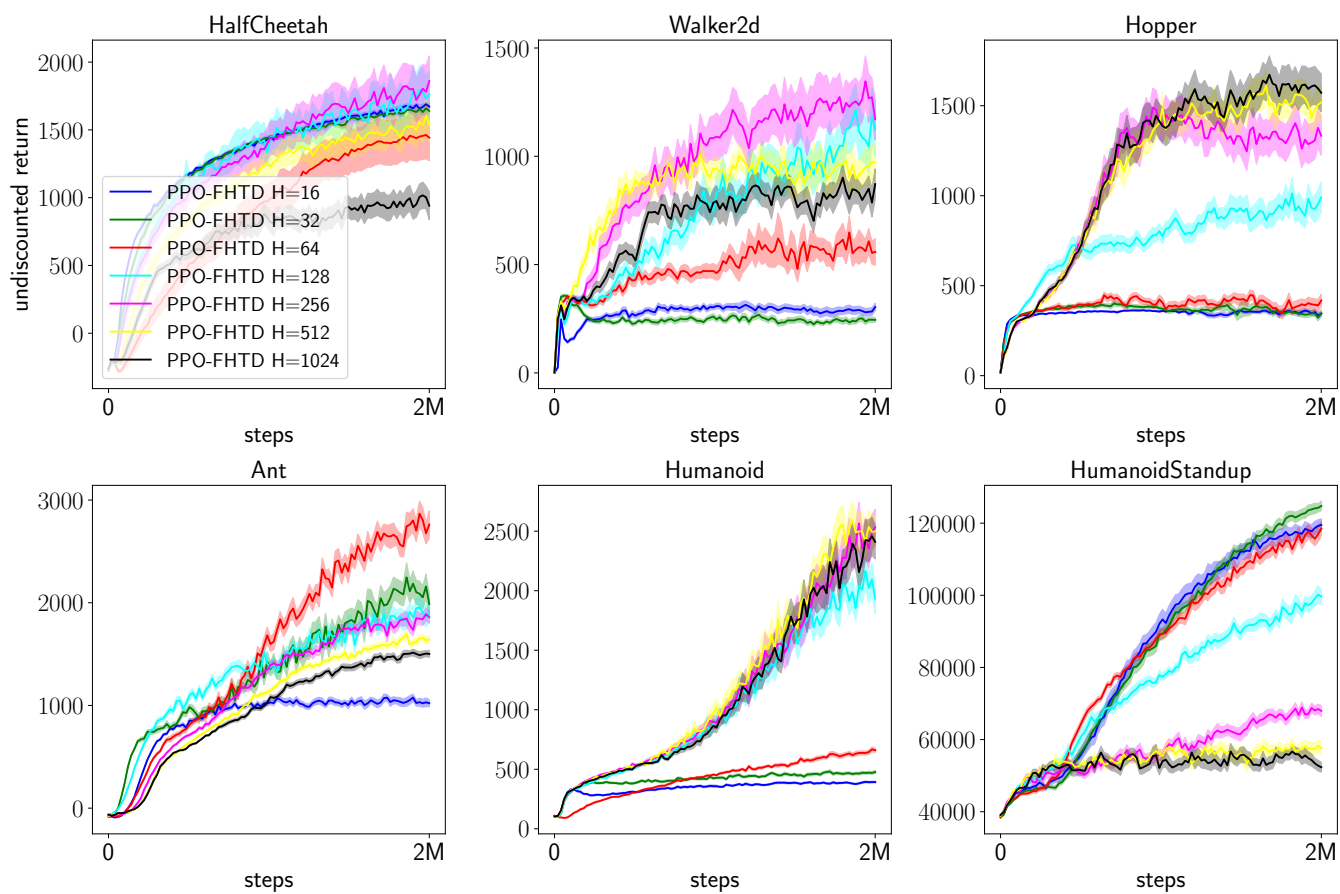 HalfCheetah
undiscounted return
2000
1500
1000
500
0
PPO-FHTD H=16
PPO-FHTD H=32
PPO-FHTD H=64
PPO-FHTD H=128
PPO-FHTD H=256
PPO-FHTD H=512
PPO-FHTD H=1024
0 2M
steps
Walker2d
1500
1000
500
0
0 2M
steps
Hopper
1500
1000
500
0
0 2M
steps
Ant
3000
2000
1000
0
0 2M
steps
Humanoid
2500
2000
1500
1000
500
0
0 2M
steps
HumanoidStandup
120000
100000
80000
60000
40000
0 2M
steps